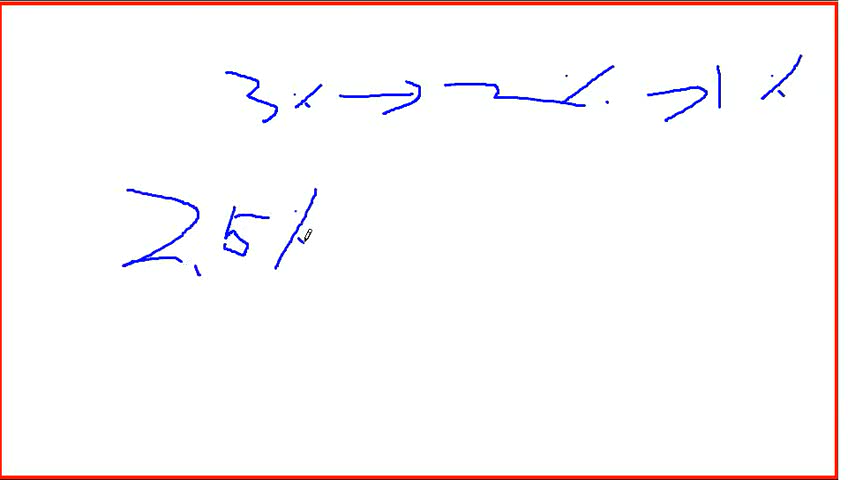 3% → 2% → 1%
2.5%